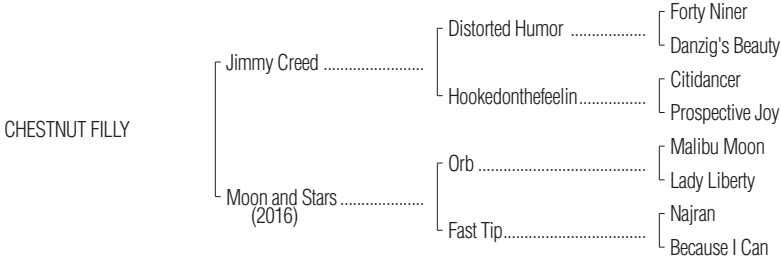 Forty Niner
Distorted Humor ..................
Danzig's Beauty
Jimmy Creed ........................
Citidancer
Hookedonthefeelin................
Prospective Joy
CHESTNUT FILLY
Malibu Moon
Orb ........................................
Lady Liberty
Moon and Stars ....................
(2016)
Najran
Fast Tip..................................
Because I Can